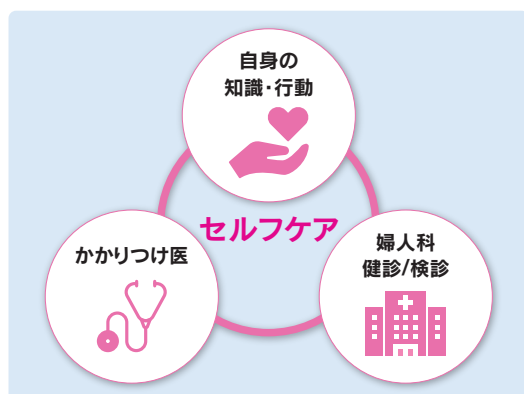 自身の
知識・行動
セルフケア
かかりつけ医
婦人科
健診/検診